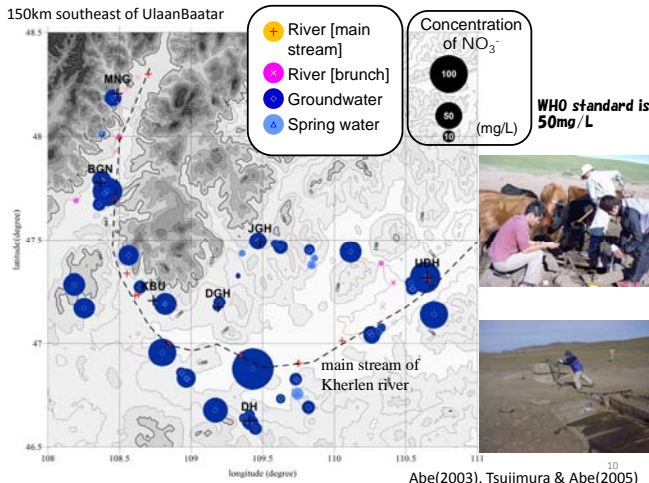 150km southeast of UlaanBaatar
River [main
stream]
River [brunch]
Groundwater
Spring water
Concentration
of NO3-
100
50
10
(mg/L)
WHO standard is
50mg/L
48.5
48
47.5
47
46.5
latitude (degree)
MNG
BGN
JGH
UDH
KBU
DGH
DH
main stream of
Kherlen river
108
108.5
109
109.5
110
110.5
111
longitude (degree)
10
Abe(2003), Tsujimura & Abe(2005)